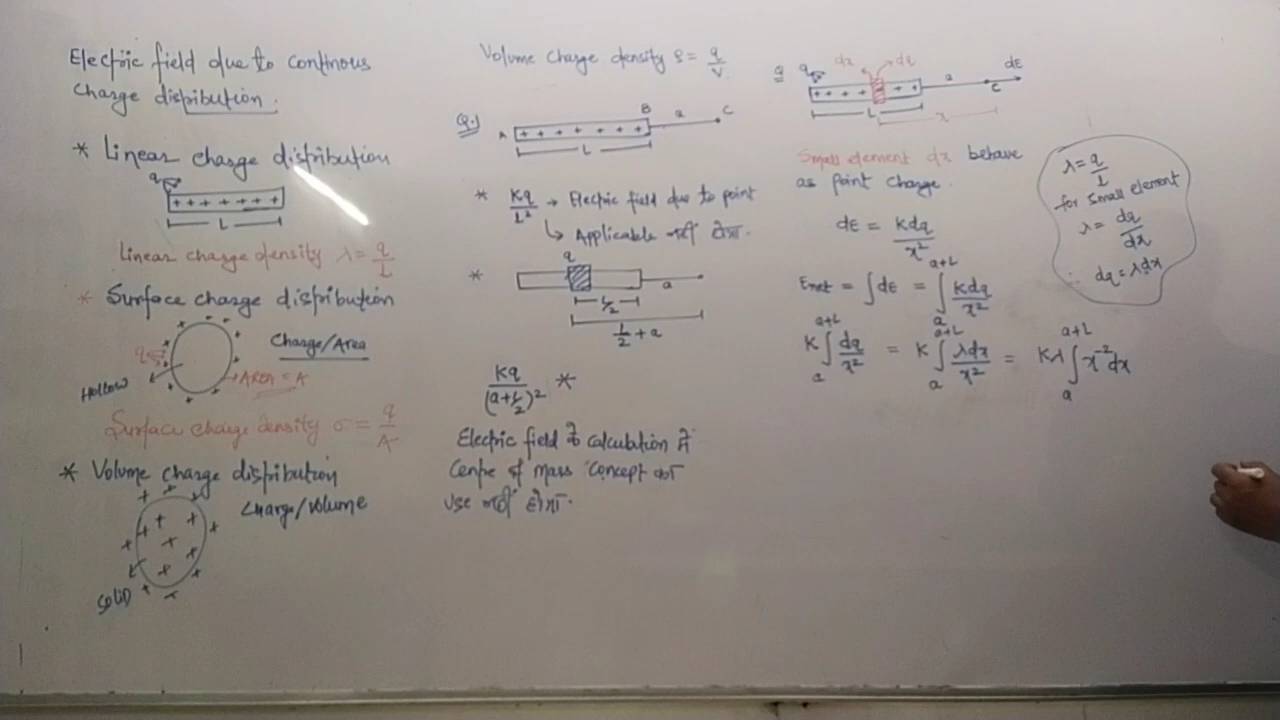 Electric field due to continous
Charge distribution.
* Linear charge distribution
q
+ + + + + + +
L
Linear charge density λ = q/L
* Surface charge distribution
Charge/Area
q
Hollow
AREA = A
Surface charge density σ = q/A
* Volume charge distribution
Charge/Volume
SOLID
Volume charge density ρ = q/V
Q.1
A
+ + + + + + +
B
a
C
L
* Kq/L² → Electric field due to point
↳ Applicable नहीं होगा.
*
q
a
L/2
L/2 + a
Kq/(a+L/2)² *
Electric field के calculation में
Centre of mass concept का
use नहीं होगा.
Q
q
dx
dq
a
dE
C
L
x
Small element dx behave
as point charge.
dE = Kdq/x²
Enet = ∫dE = ∫ₐ^(a+L) Kdq/x²
K∫ₐ^(a+L) dq/x² = K∫ₐ^(a+L) λdx/x² = Kλ∫ₐ^(a+L) x⁻²dx
λ = q/L
for small element
λ = dq/dx
∴ dq = λdx